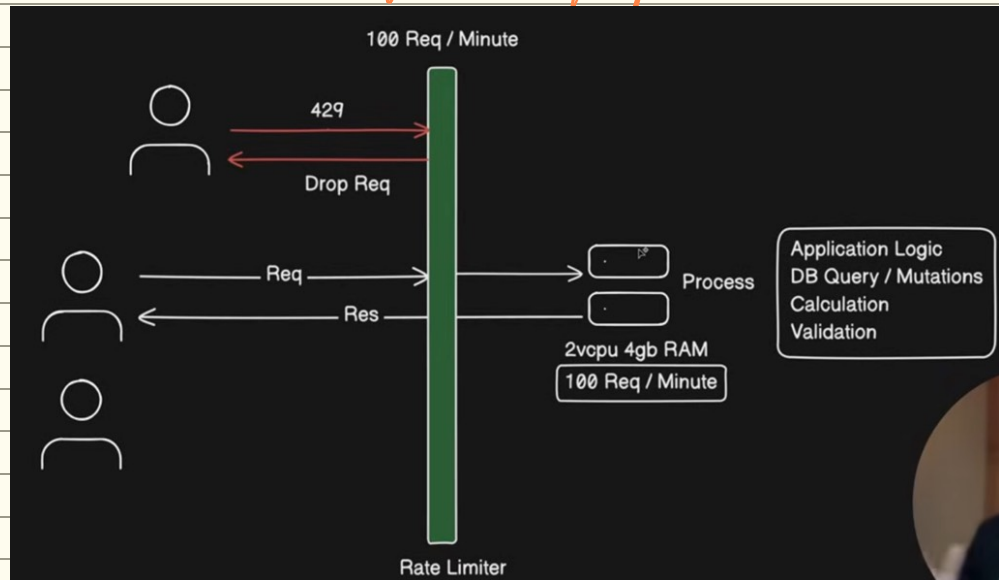 100 Req / Minute
429
Drop Req
Req
Res
Process
2vcpu 4gb RAM
100 Req / Minute
Application Logic
DB Query / Mutations
Calculation
Validation
Rate Limiter